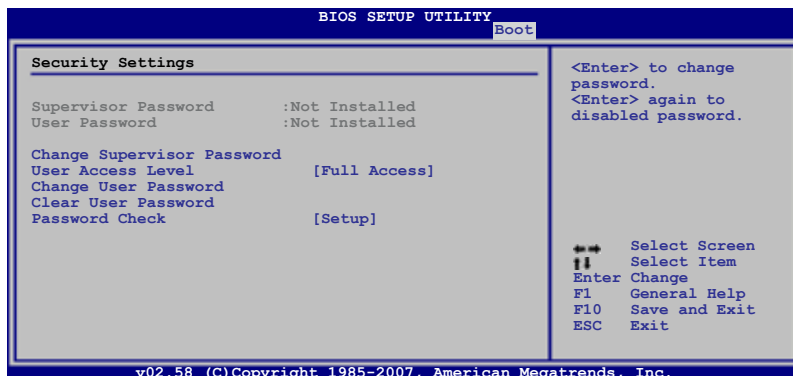 BIOS SETUP UTILITY
Boot
Security Settings
Supervisor Password :Not Installed
User Password :Not Installed
Change Supervisor Password
User Access Level [Full Access]
Change User Password
Clear User Password
Password Check [Setup]
<Enter> to change
password.
<Enter> again to
disabled password.
Select Screen
Select Item
Enter Change
F1 General Help
F10 Save and Exit
ESC Exit
v02.58 (C)Copyright 1985-2007, American Megatrends, Inc.